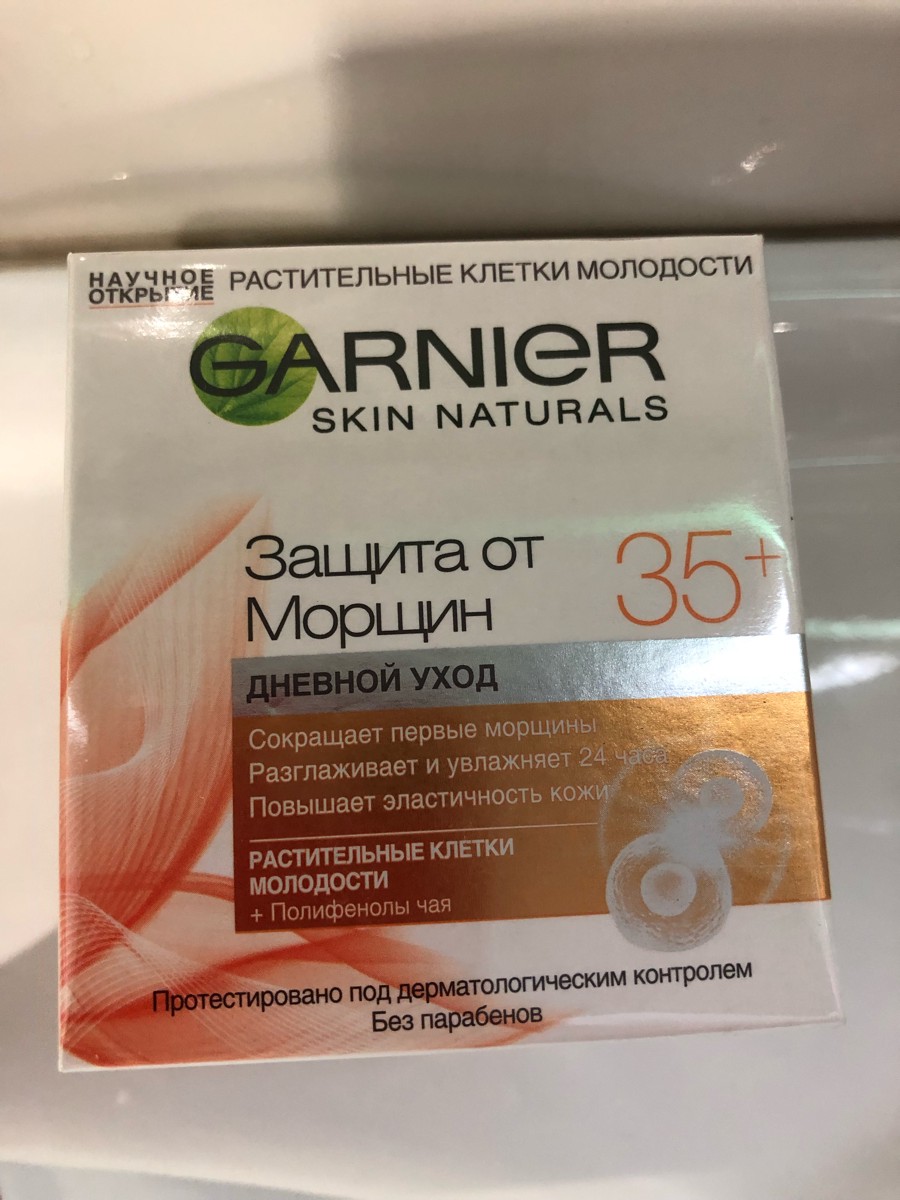 НАУЧНОЕ
ОТКРЫТИЕ
РАСТИТЕЛЬНЫЕ КЛЕТКИ МОЛОДОСТИ
GARNIER
SKIN NATURALS
Защита от
Морщин
35+
ДНЕВНОЙ УХОД
Сокращает первые морщины
Разглаживает и увлажняет 24 часа
Повышает эластичность кожи
РАСТИТЕЛЬНЫЕ КЛЕТКИ
МОЛОДОСТИ
+ Полифенолы чая
Протестировано под дерматологическим контролем
Без парабенов